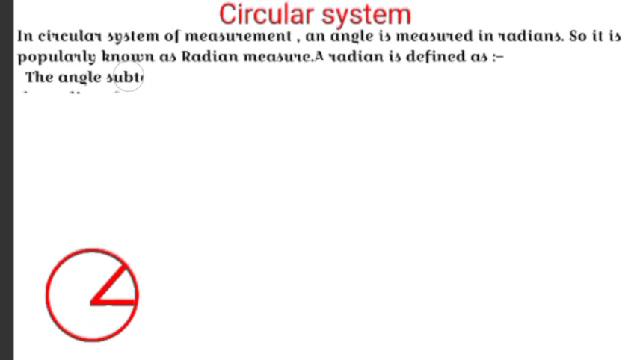 Circular system
In circular system of measurement , an angle is measured in radians. So it is
popularly known as Radian measure.A radian is defined as :-
The angle